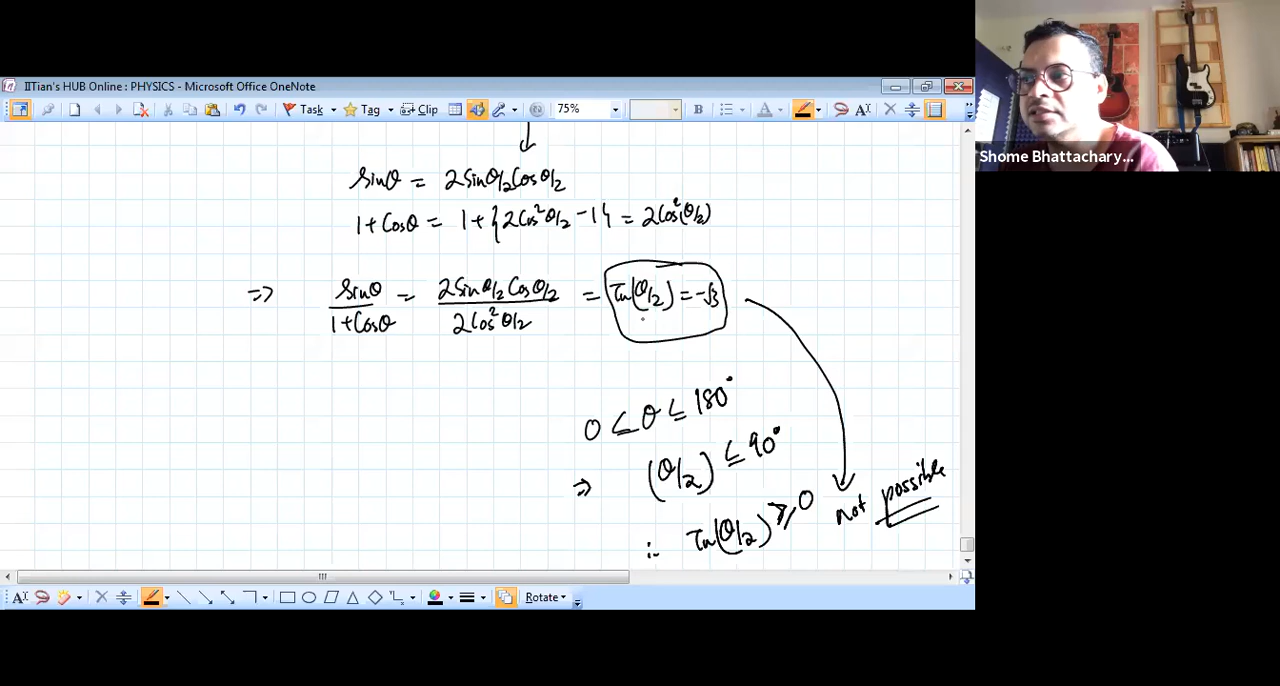 IITian's HUB Online : PHYSICS - Microsoft Office OneNote
Task Tag Clip 75% B A
Shome Bhattachary...
sinθ = 2Sinθ/2Cosθ/2
1+Cosθ = 1+{2Cos²θ/2 -1} = 2Cos²(θ/2)
=> Sinθ/1+Cosθ = 2Sinθ/2 Cosθ/2 / 2Cos²θ/2 = Tan(θ/2) = -√3
0 ≤ θ ≤ 180°
=> (θ/2) ≤ 90°
∴ Tan(θ/2) ≥ 0
not possible
Rotate